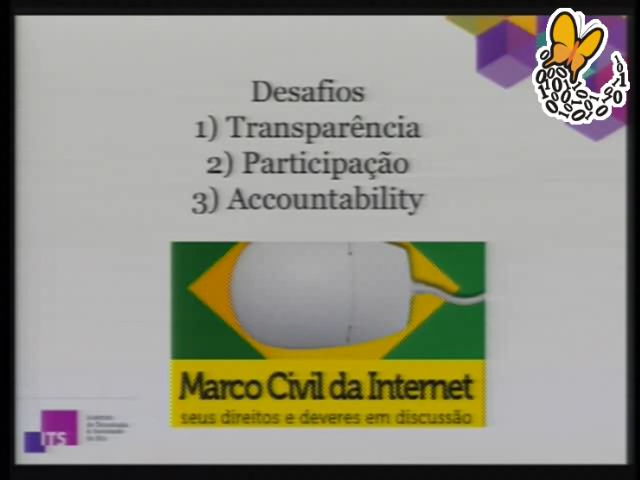 Desafios
1) Transparência
2) Participação
3) Accountability
Marco Civil da Internet
seus direitos e deveres em discussão
ITS